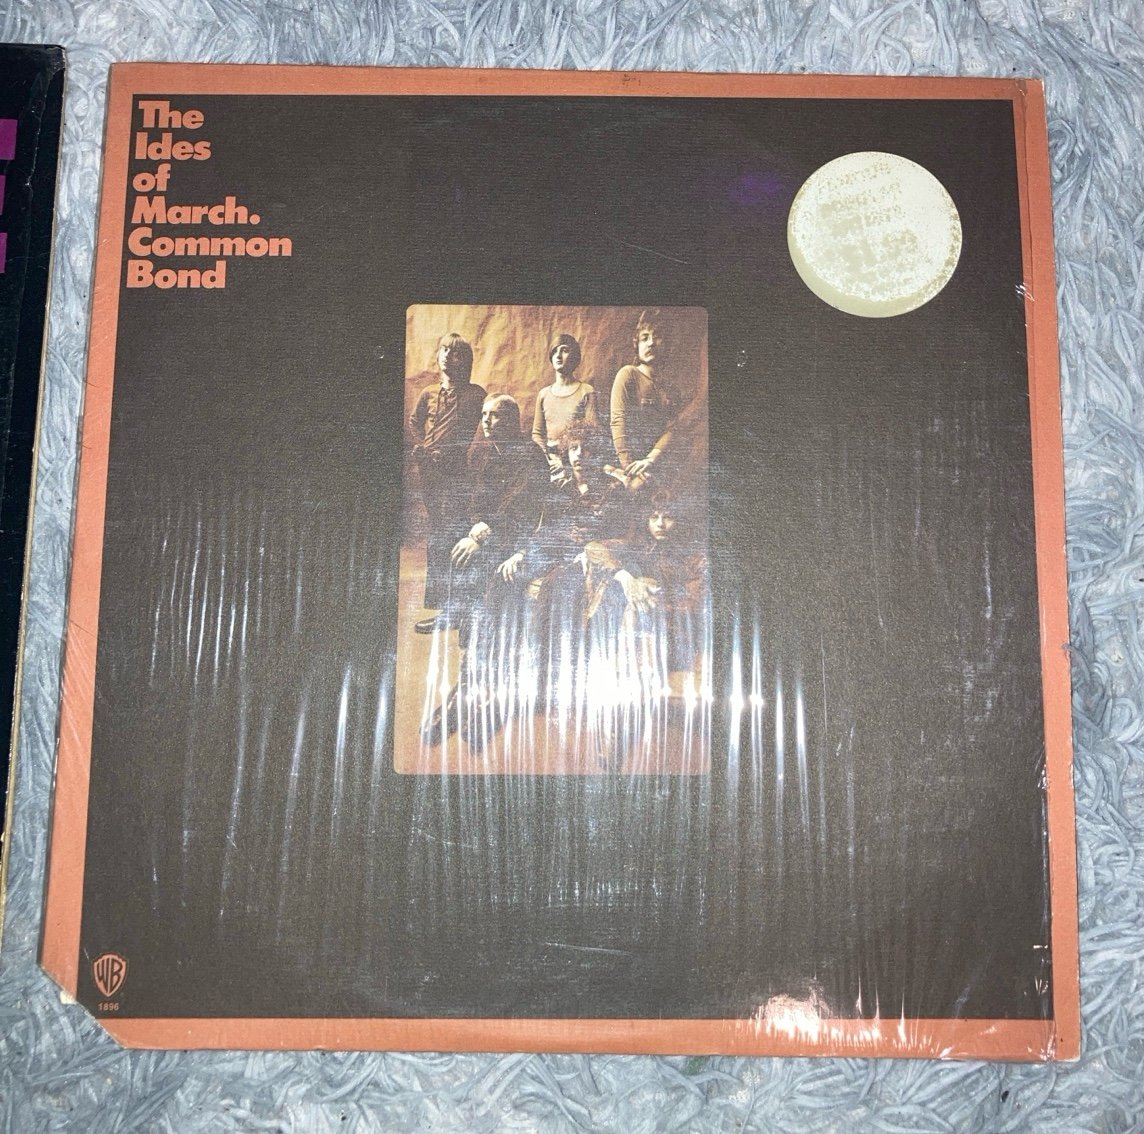 The
Ides
of
March.
Common
Bond
WB
1896